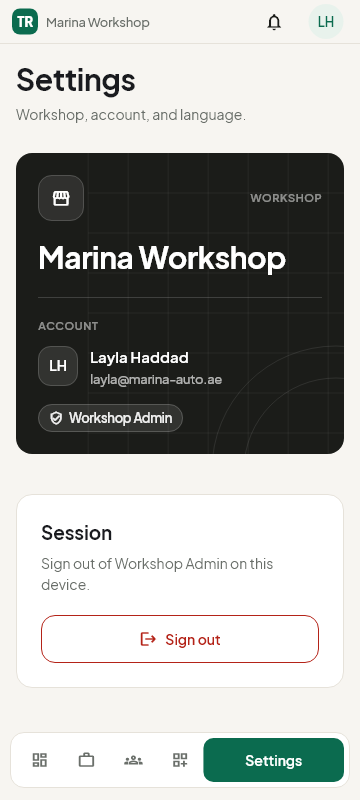 TR Marina Workshop LH
Settings
Workshop, account, and language.
WORKSHOP
Marina Workshop
ACCOUNT
LH Layla Haddad
layla@marina-auto.ae
Workshop Admin
Session
Sign out of Workshop Admin on this
device.
Sign out
Settings